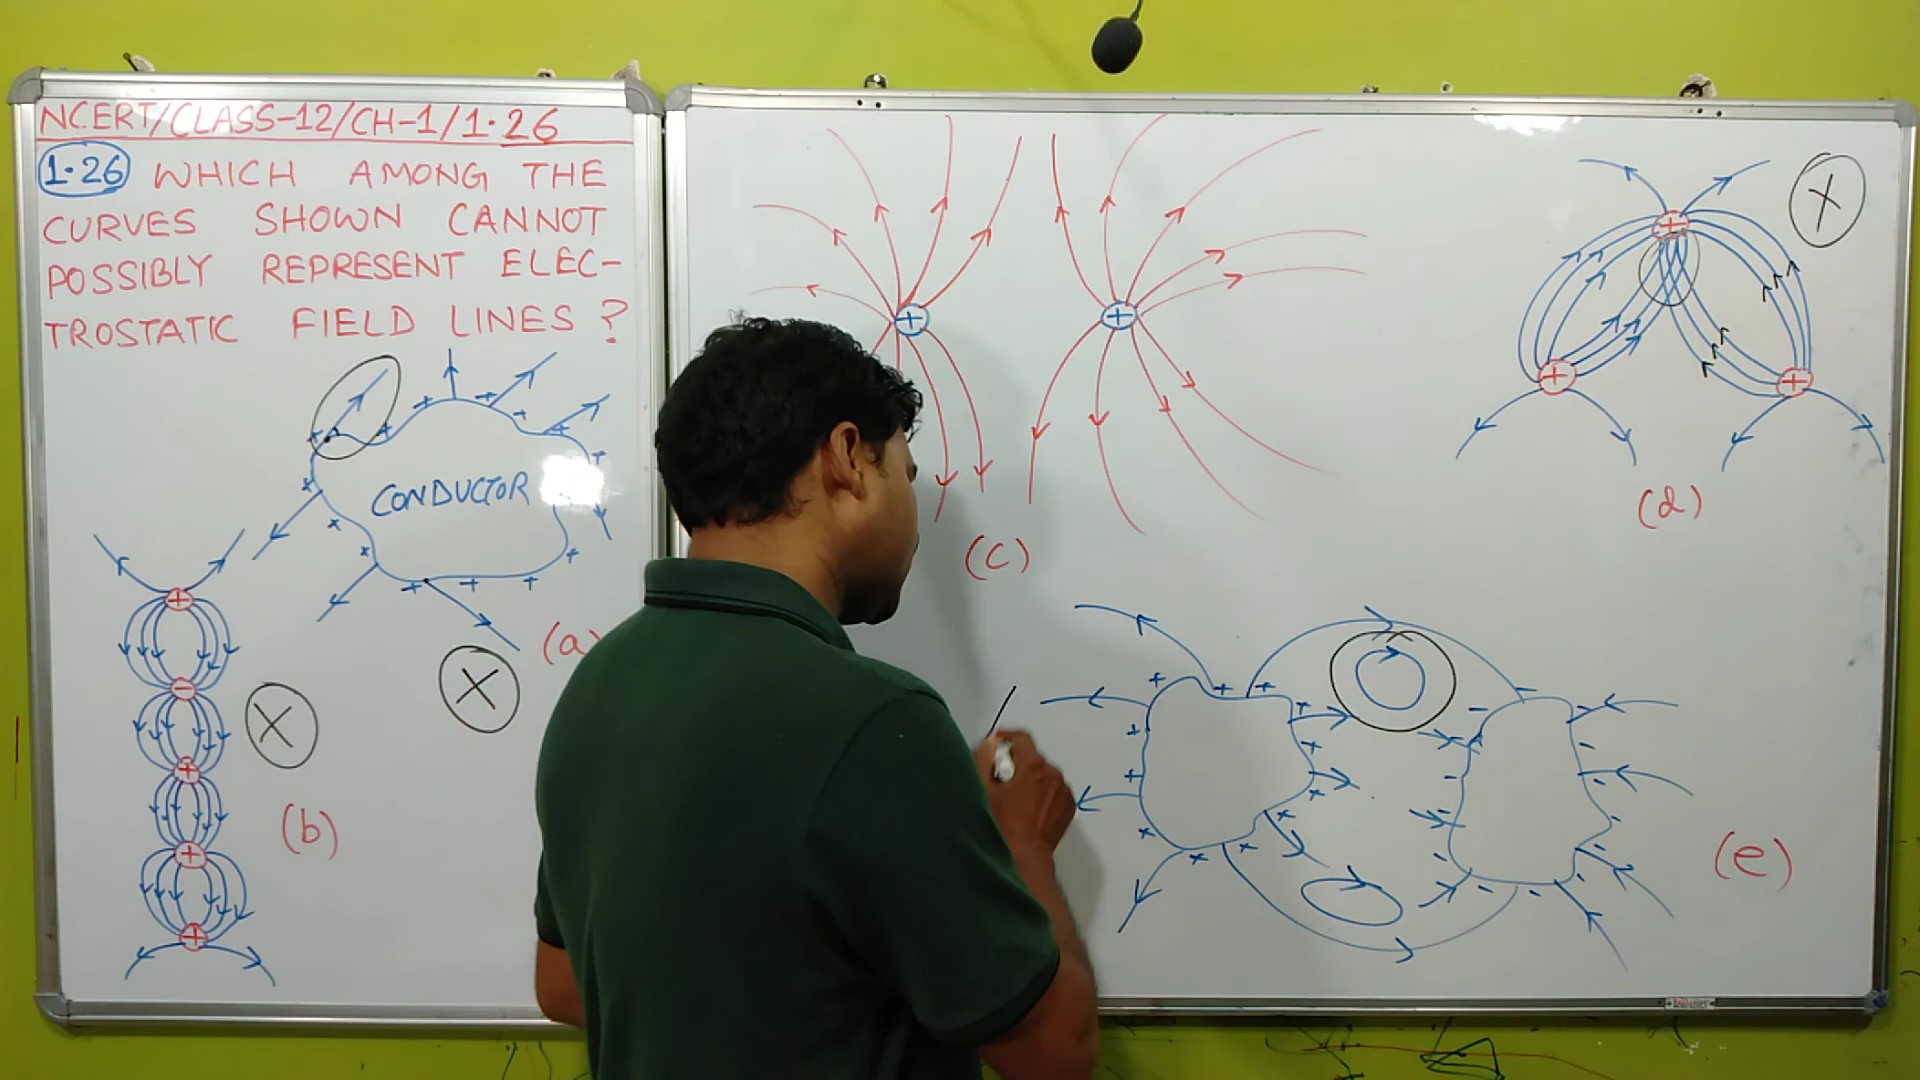 NCERT/CLASS-12/CH-1/1.26
1.26 WHICH AMONG THE
CURVES SHOWN CANNOT
POSSIBLY REPRESENT ELEC-
TROSTATIC FIELD LINES ?
CONDUCTOR
(a)
(b)
(c)
(d)
(e)